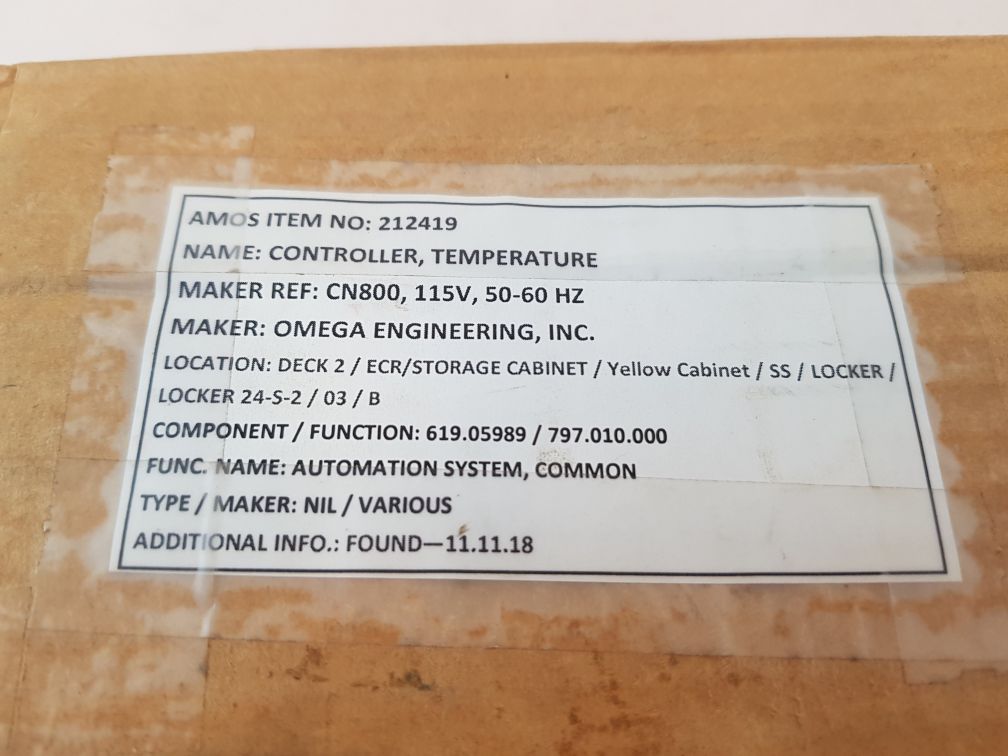 AMOS ITEM NO: 212419
NAME: CONTROLLER, TEMPERATURE
MAKER REF: CN800, 115V, 50-60 HZ
MAKER: OMEGA ENGINEERING, INC.
LOCATION: DECK 2 / ECR/STORAGE CABINET / Yellow Cabinet / SS / LOCKER /
LOCKER 24-S-2 / 03 / B
COMPONENT / FUNCTION: 619.05989 / 797.010.000
FUNC. NAME: AUTOMATION SYSTEM, COMMON
TYPE / MAKER: NIL / VARIOUS
ADDITIONAL INFO.: FOUND—11.11.18